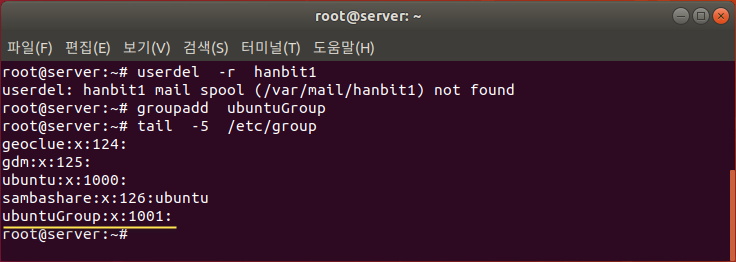 root@server: ~
파일(F) 편집(E) 보기(V) 검색(S) 터미널(T) 도움말(H)
root@server:~# userdel  -r  hanbit1
userdel: hanbit1 mail spool (/var/mail/hanbit1) not found
root@server:~# groupadd  ubuntuGroup
root@server:~# tail  -5  /etc/group
geoclue:x:124:
gdm:x:125:
ubuntu:x:1000:
sambashare:x:126:ubuntu
ubuntuGroup:x:1001:
root@server:~#